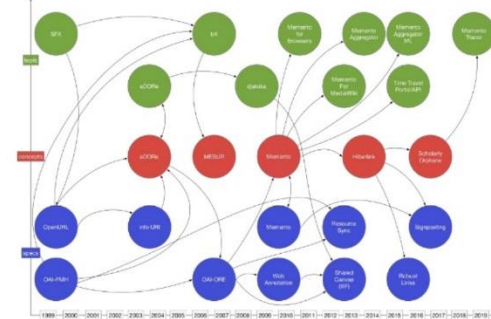 SFX
bX
Memento
for
Browsers
Memento
Aggregator
Memento
Aggregator
ML
Memento
Tracer
tools
aDORe
djatoka
Memento
For
MediaWiki
Time Travel
Portal/API
concepts
aDORe
MESUR
Memento
Hiberlink
Scholarly
Orphans
OpenURL
info URI
Memento
Resource
Sync
Signposting
specs
OAI-PMH
OAI-ORE
Web
Annotation
Shared
Canvas
(IIIF)
Robust
Links
1999 2000 2001 2002 2003 2004 2005 2006 2007 2008 2009 2010 2011 2012 2013 2014 2015 2016 2017 2018 2019